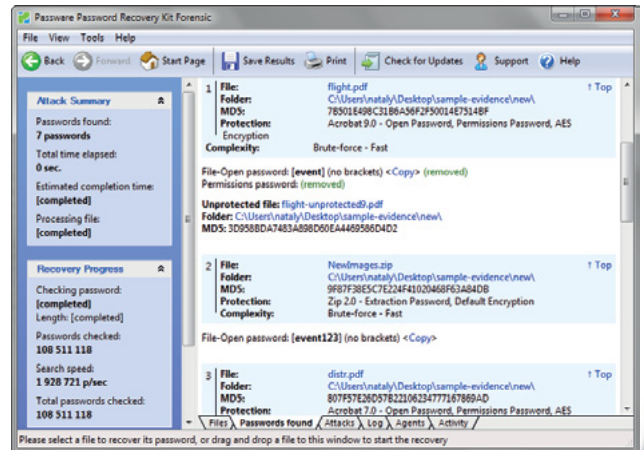 Passware Password Recovery Kit Forensic
File View Tools Help
Back Forward Start Page Save Results Print Check for Updates Support Help
Attack Summary
Passwords found:
7 passwords
Total time elapsed:
0 sec.
Estimated completion time:
[completed]
Processing file:
[completed]
Recovery Progress
Checking password:
[completed]
Length: [completed]
Passwords checked:
108 511 118
Search speed:
1 928 721 p/sec
Total passwords checked:
108 511 118
1 File: flight.pdf ↑ Top
Folder: C:\Users\nataly\Desktop\sample-evidence\new\
MD5: 7B501E498C31B6A56F2F50014E7514BF
Protection: Acrobat 9.0 - Open Password, Permissions Password, AES
Encryption
Complexity: Brute-force - Fast
File-Open password: [event] (no brackets) <Copy> (removed)
Permissions password: (removed)
Unprotected file: flight-unprotected9.pdf
Folder: C:\Users\nataly\Desktop\sample-evidence\new\
MD5: 3D958BDA7483A898D60EA4469586D4D2
2 File: NewImages.zip ↑ Top
Folder: C:\Users\nataly\Desktop\sample-evidence\new\
MD5: 9F87F38E5C7E224F41020468F63A84DB
Protection: Zip 2.0 - Extraction Password, Default Encryption
Complexity: Brute-force - Fast
File-Open password: [event123] (no brackets) <Copy>
3 File: distr.pdf ↑ Top
Folder: C:\Users\nataly\Desktop\sample-evidence\new\
MD5: 807F57E26D57B22106234777167869AD
Protection: Acrobat 7.0 - Open Password, Permissions Password, AES
Files Passwords found Attacks Log Agents Activity
Please select a file to recover its password, or drag and drop a file to this window to start the recovery